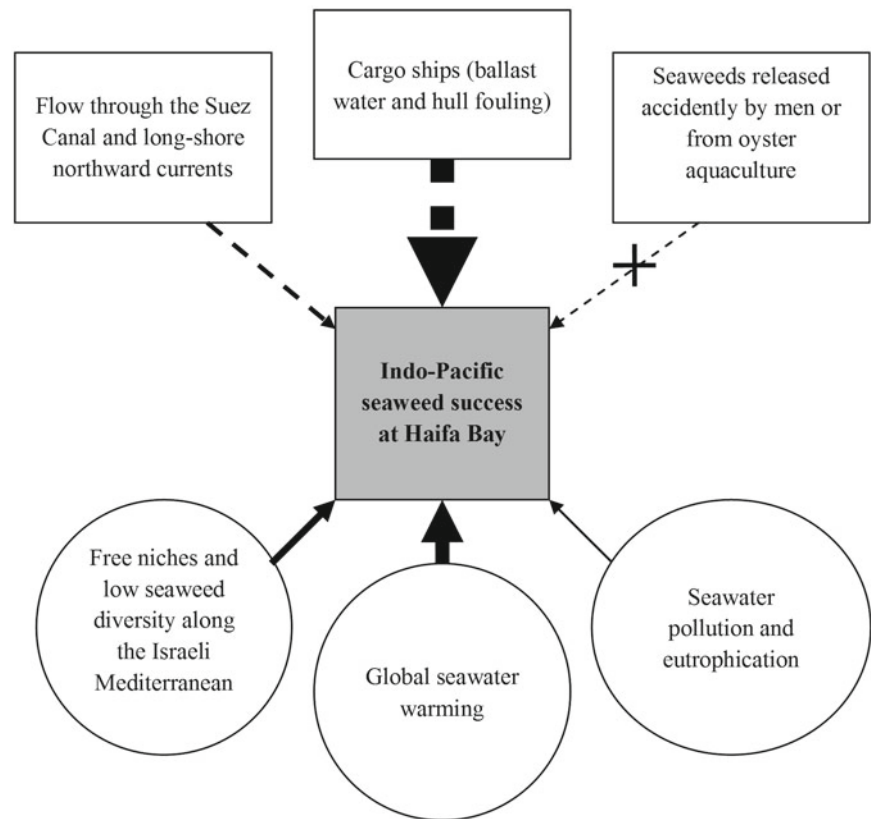 Flow through the Suez
Canal and long-shore
northward currents
Cargo ships (ballast
water and hull fouling)
Seaweeds released
accidently by men or
from oyster
aquaculture
Indo-Pacific
seaweed success
at Haifa Bay
Free niches and
low seaweed
diversity along
the Israeli
Mediterranean
Global seawater
warming
Seawater
pollution and
eutrophication